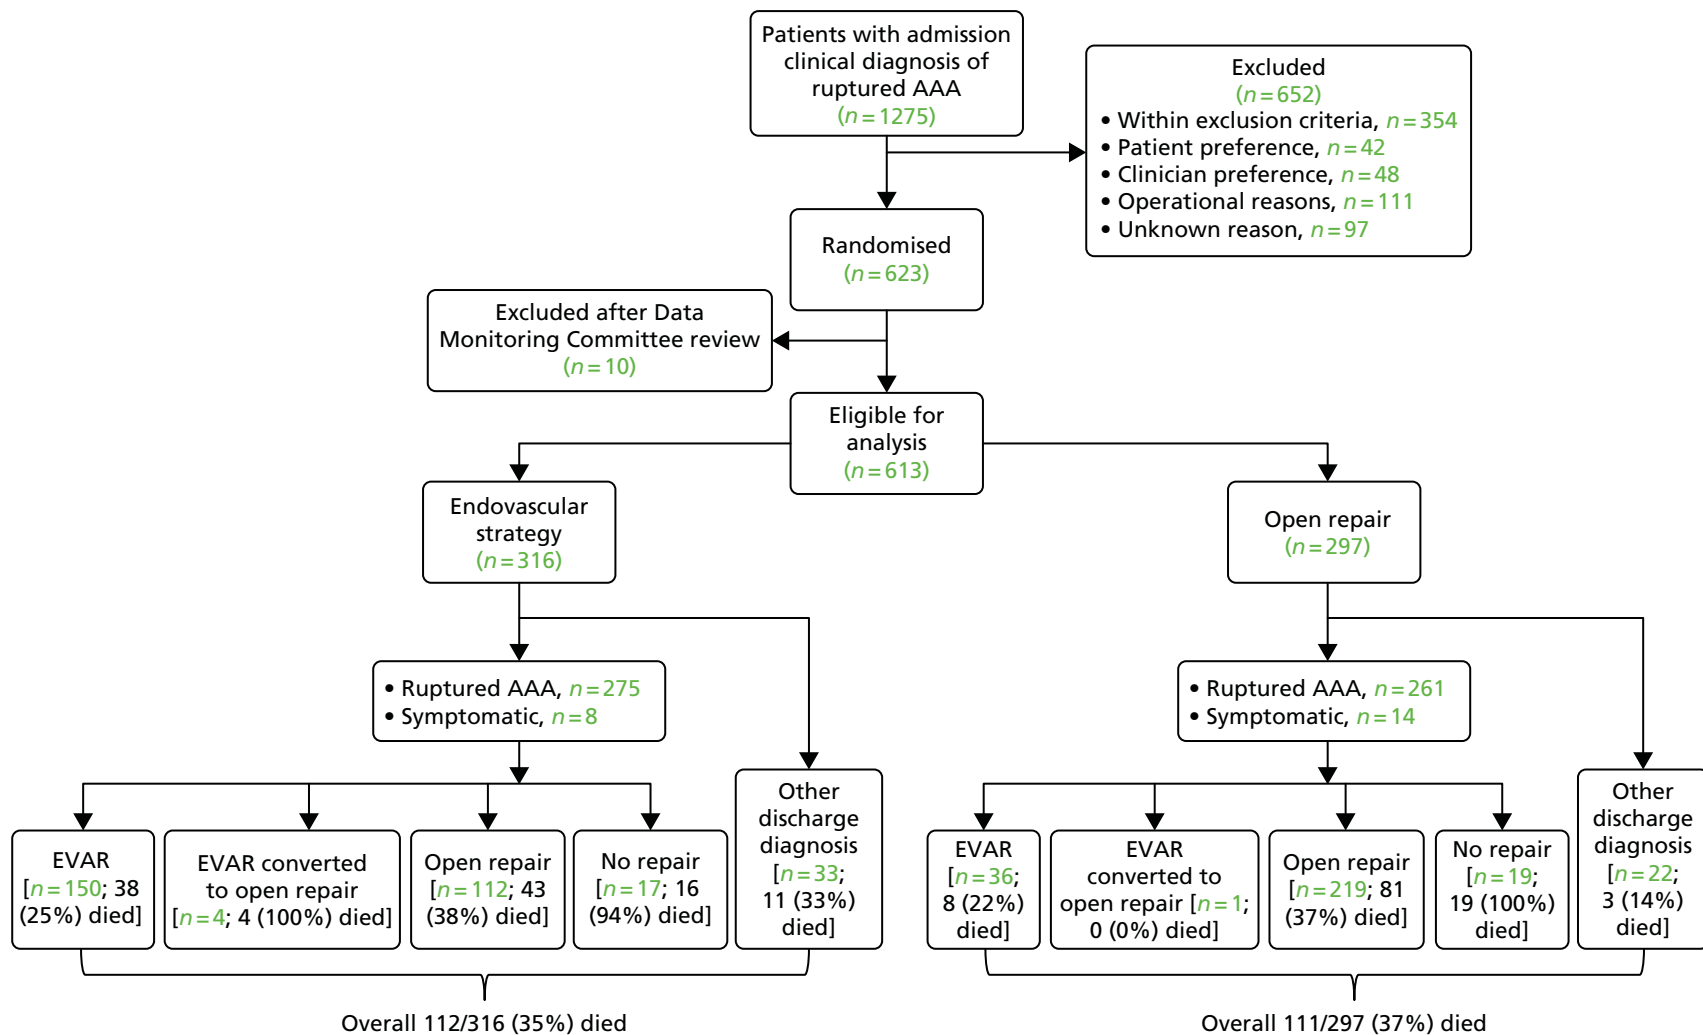 Patients with admission
clinical diagnosis of
ruptured AAA
(n=1275)
Excluded
(n=652)
• Within exclusion criteria, n=354
• Patient preference, n=42
• Clinician preference, n=48
• Operational reasons, n=111
• Unknown reason, n=97
Randomised
(n=623)
Excluded after Data
Monitoring Committee review
(n=10)
Eligible for
analysis
(n=613)
Endovascular
strategy
(n=316)
Open repair
(n=297)
• Ruptured AAA, n=275
• Symptomatic, n=8
• Ruptured AAA, n=261
• Symptomatic, n=14
EVAR
[n=150; 38
(25%) died]
EVAR converted
to open repair
[n=4; 4 (100%) died]
Open repair
[n=112; 43
(38%) died]
No repair
[n=17; 16
(94%) died]
Other
discharge
diagnosis
[n=33;
11 (33%)
died]
EVAR
[n=36;
8 (22%)
died]
EVAR
converted to
open repair [n=1;
0 (0%) died]
Open repair
[n=219; 81
(37%) died]
No repair
[n=19;
19 (100%)
died]
Other
discharge
diagnosis
[n=22;
3 (14%)
died]
Overall 112/316 (35%) died
Overall 111/297 (37%) died